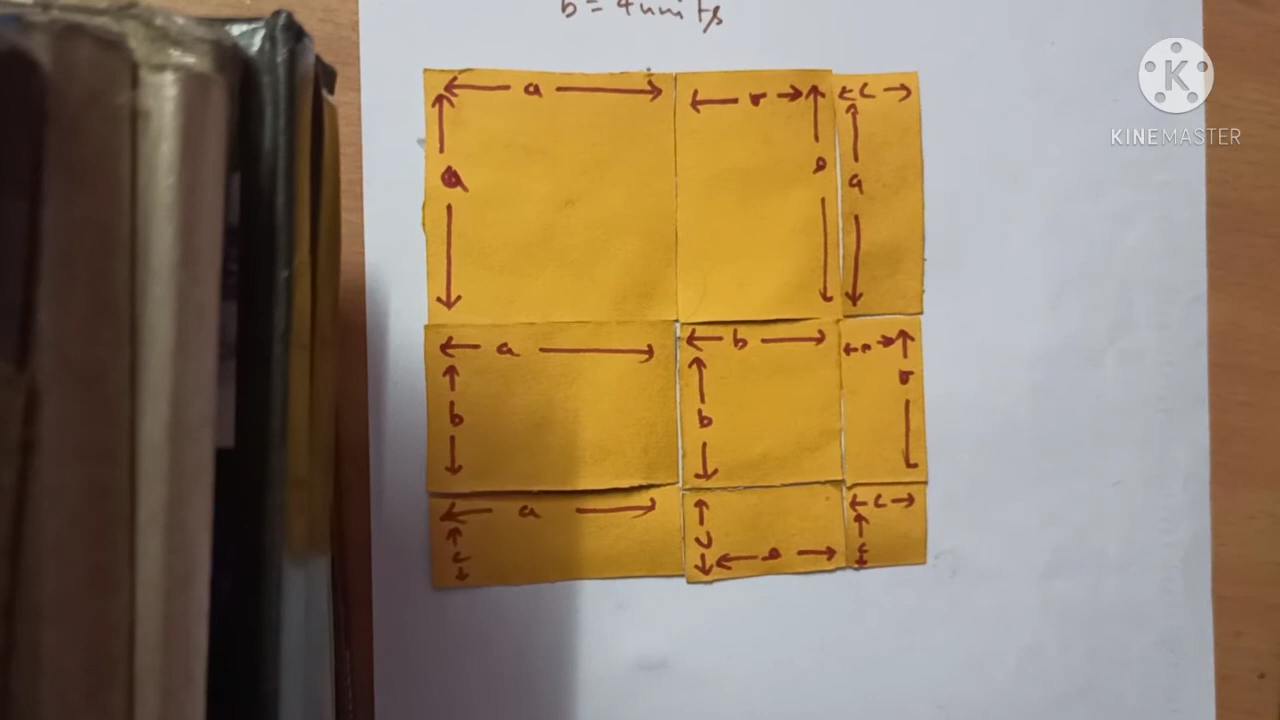 b = 4 units
a b c
a b a
a b
b b c
b
a c
c b c
KINEMASTER